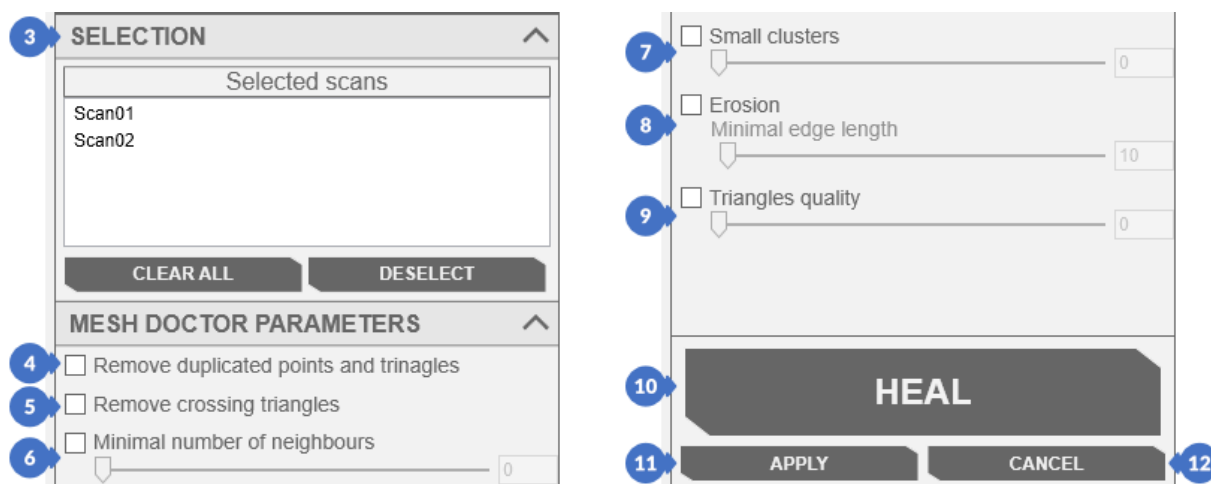 3 SELECTION
Selected scans
Scan01
Scan02
CLEAR ALL DESELECT
MESH DOCTOR PARAMETERS
4 Remove duplicated points and trinagles
5 Remove crossing triangles
6 Minimal number of neighbours
0
7 Small clusters
0
8 Erosion
Minimal edge length
10
9 Triangles quality
0
10 HEAL
11 APPLY CANCEL 12